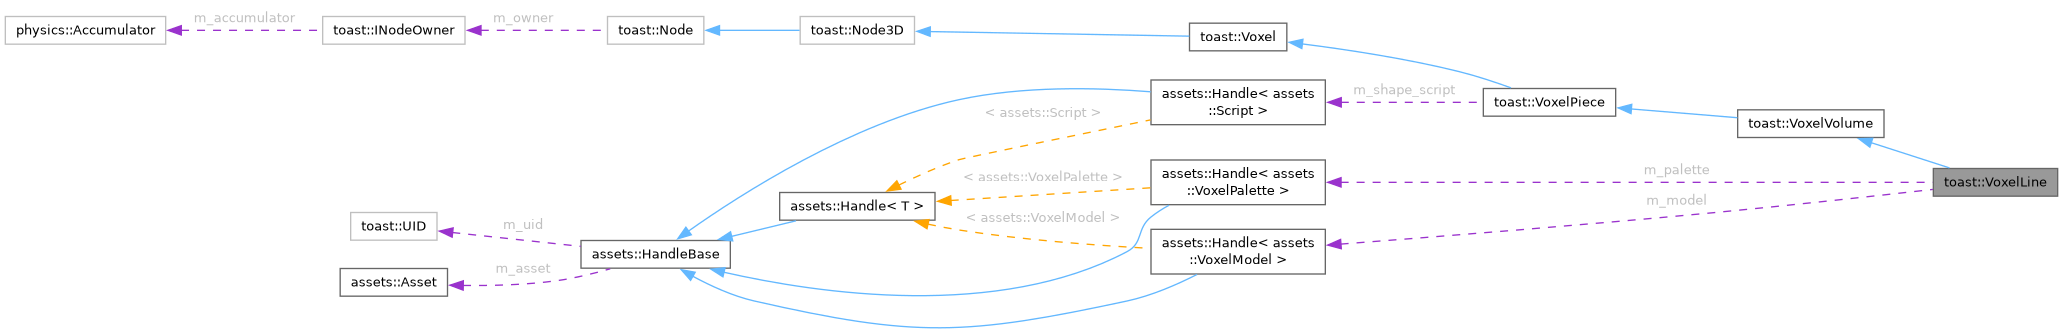 physics::Accumulator
m_accumulator
toast::INodeOwner
m_owner
toast::Node
toast::Node3D
toast::Voxel
assets::Handle< assets
::Script >
m_shape_script
toast::VoxelPiece
toast::VoxelVolume
< assets::Script >
assets::Handle< assets
::VoxelPalette >
m_palette
toast::VoxelLine
< assets::VoxelPalette >
assets::Handle< T >
m_model
< assets::VoxelModel >
toast::UID
m_uid
assets::HandleBase
assets::Handle< assets
::VoxelModel >
m_asset
assets::Asset